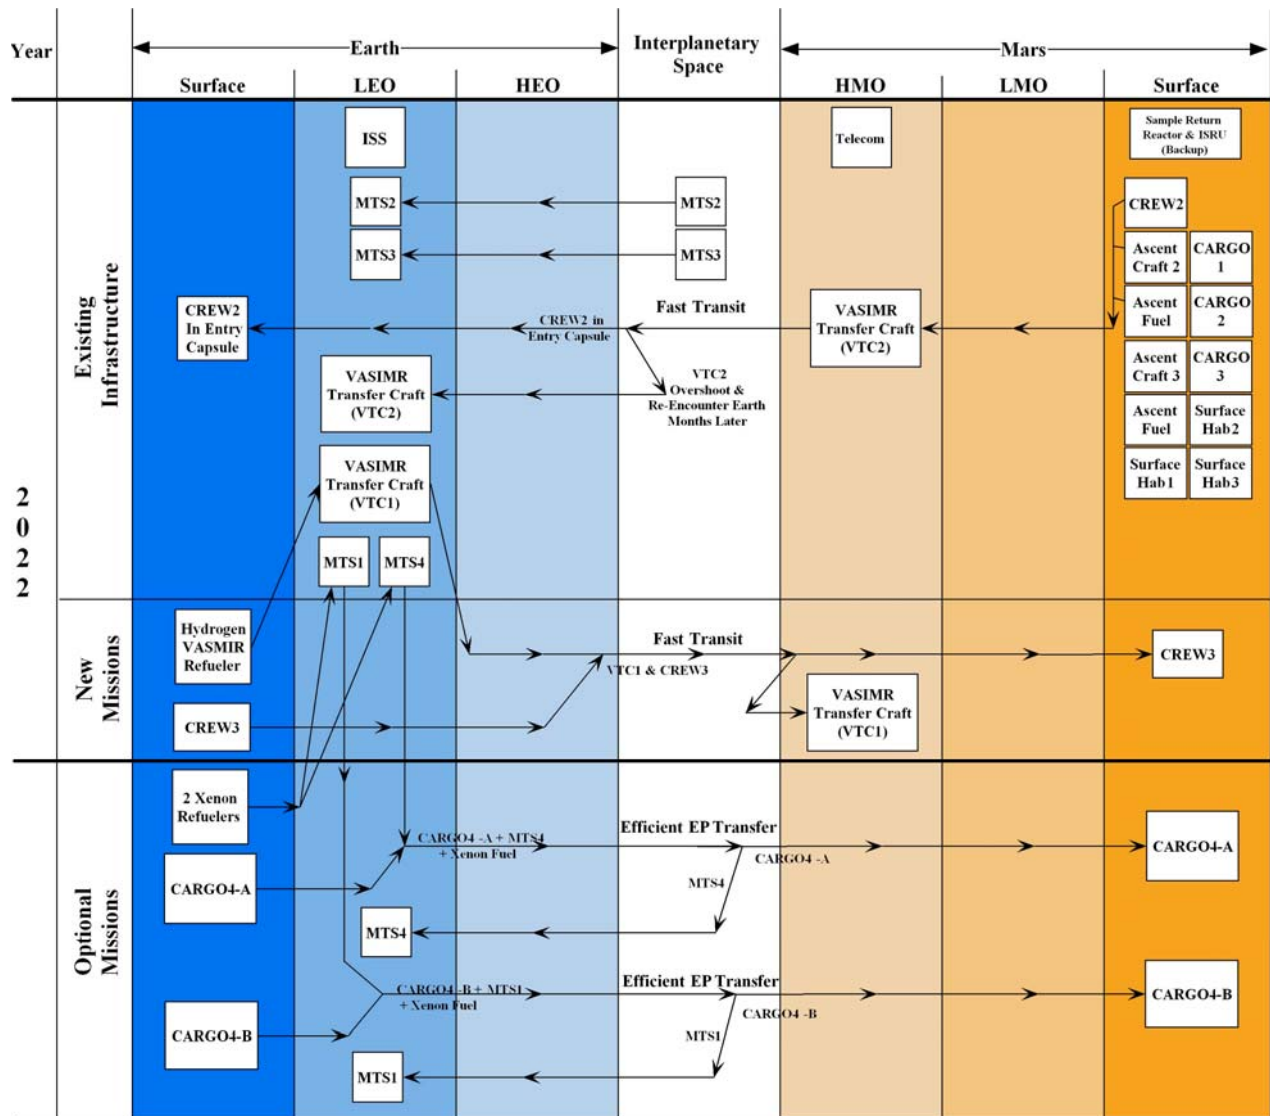 Year
Earth
Interplanetary
Space
Mars
Surface
LEO
HEO
HMO
LMO
Surface
2022
Existing
Infrastructure
ISS
Telecom
Sample Return
Reactor & ISRU
(Backup)
MTS2
MTS2
CREW2
MTS3
MTS3
Ascent
Craft 2
CARGO
1
CREW2
In Entry
Capsule
CREW2 in
Entry Capsule
Fast Transit
VASIMR
Transfer Craft
(VTC2)
Ascent
Fuel
CARGO
2
VASIMR
Transfer Craft
(VTC2)
VTC2
Overshoot &
Re-Encounter Earth
Months Later
Ascent
Craft 3
CARGO
3
Ascent
Fuel
Surface
Hab2
VASIMR
Transfer Craft
(VTC1)
Surface
Hab1
Surface
Hab3
MTS1
MTS4
New
Missions
Hydrogen
VASMIR
Refueler
Fast Transit
VTC1 & CREW3
CREW3
CREW3
VASIMR
Transfer Craft
(VTC1)
Optional
Missions
2 Xenon
Refuelers
CARGO4 -A + MTS4
+ Xenon Fuel
Efficient EP Transfer
CARGO4 -A
CARGO4-A
CARGO4-A
MTS4
MTS4
CARGO4 -B + MTS1
+ Xenon Fuel
Efficient EP Transfer
CARGO4 -B
CARGO4-B
CARGO4-B
MTS1
MTS1